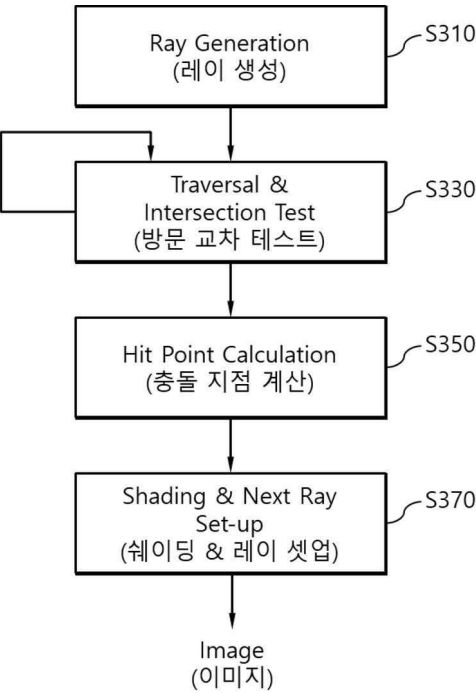 Ray Generation
(레이 생성)
S310
Traversal &
Intersection Test
(방문 교차 테스트)
S330
Hit Point Calculation
(충돌 지점 계산)
S350
Shading & Next Ray
Set-up
(쉐이딩 & 레이 셋업)
S370
Image
(이미지)